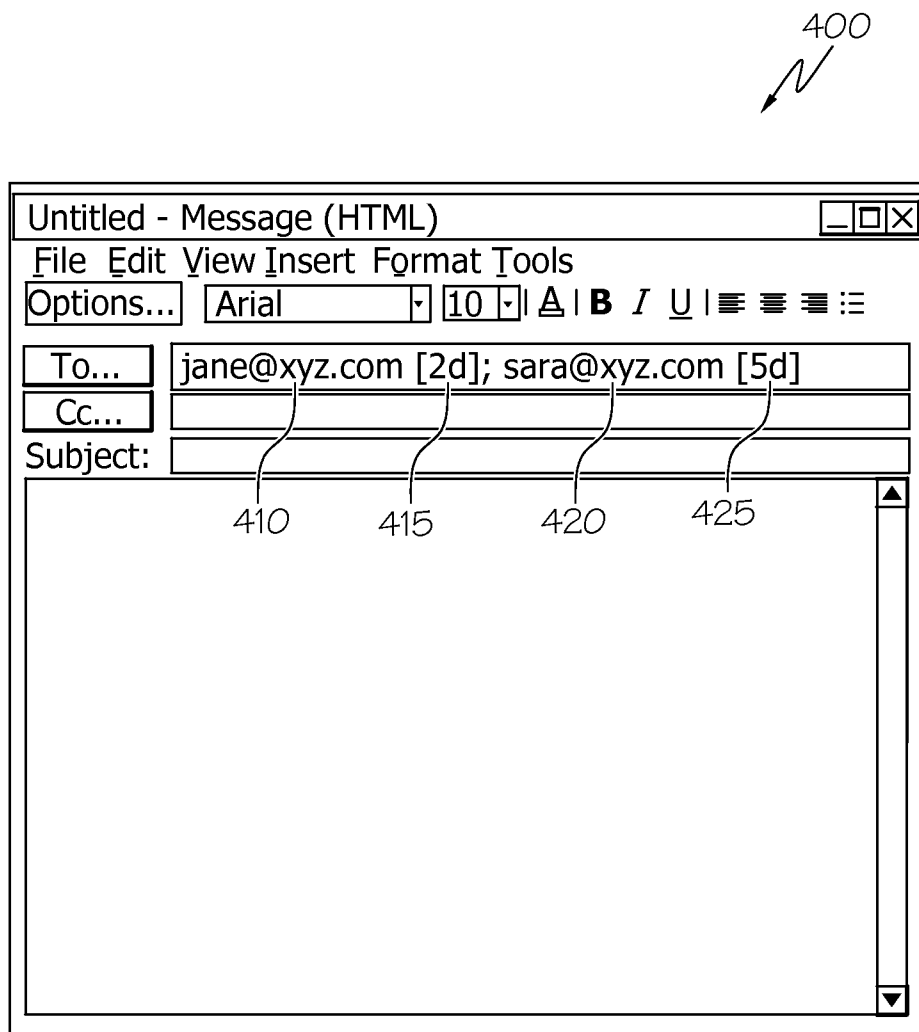 400
Untitled - Message (HTML)
File Edit View Insert Format Tools
Options... Arial 10 A B I U
To... jane@xyz.com [2d]; sara@xyz.com [5d]
Cc...
Subject:
410 415 420 425